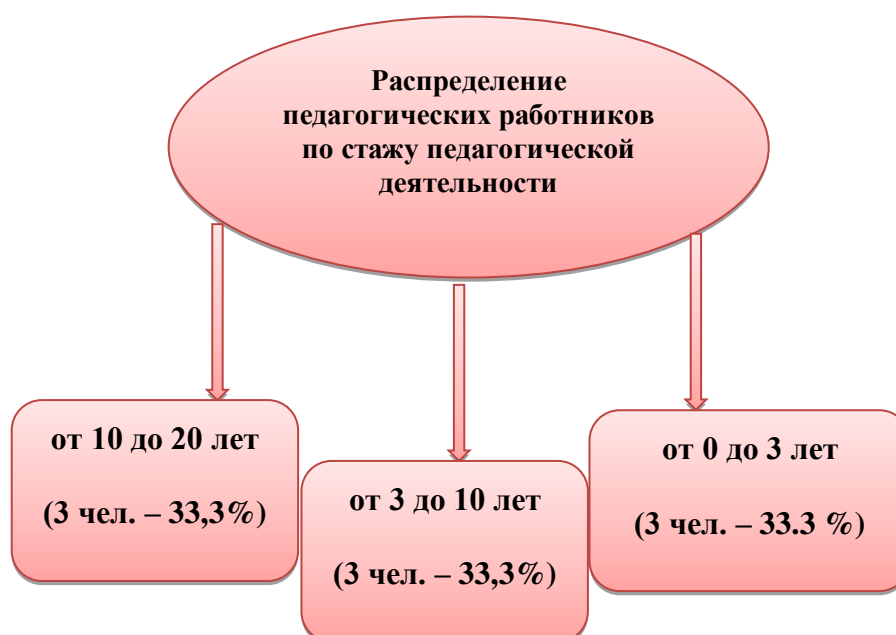 Распределение
педагогических работников
по стажу педагогической
деятельности
от 10 до 20 лет
(3 чел. – 33,3%)
от 3 до 10 лет
(3 чел. – 33,3%)
от 0 до 3 лет
(3 чел. – 33.3 %)